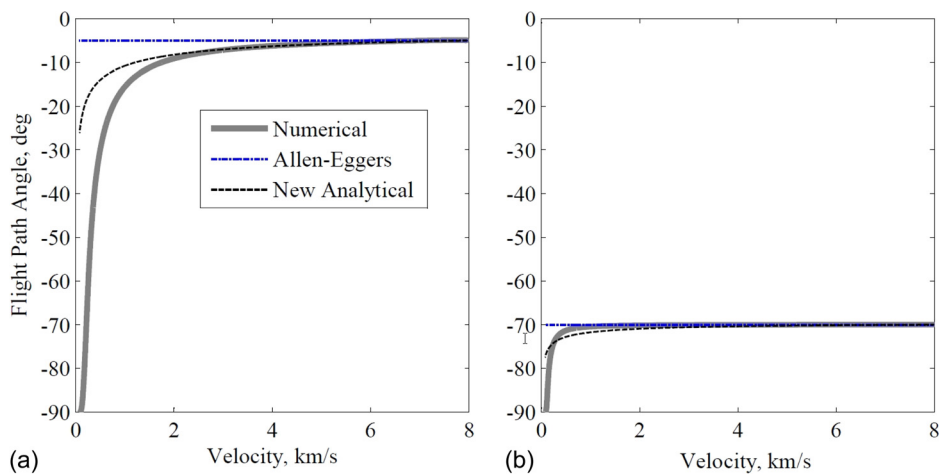 0
-10
-20
-30
-40
-50
-60
-70
-80
-90
Flight Path Angle, deg
Numerical
Allen-Eggers
New Analytical
0 2 4 6 8
Velocity, km/s
(a)
0
-10
-20
-30
-40
-50
-60
-70
-80
-90
0 2 4 6 8
Velocity, km/s
(b)